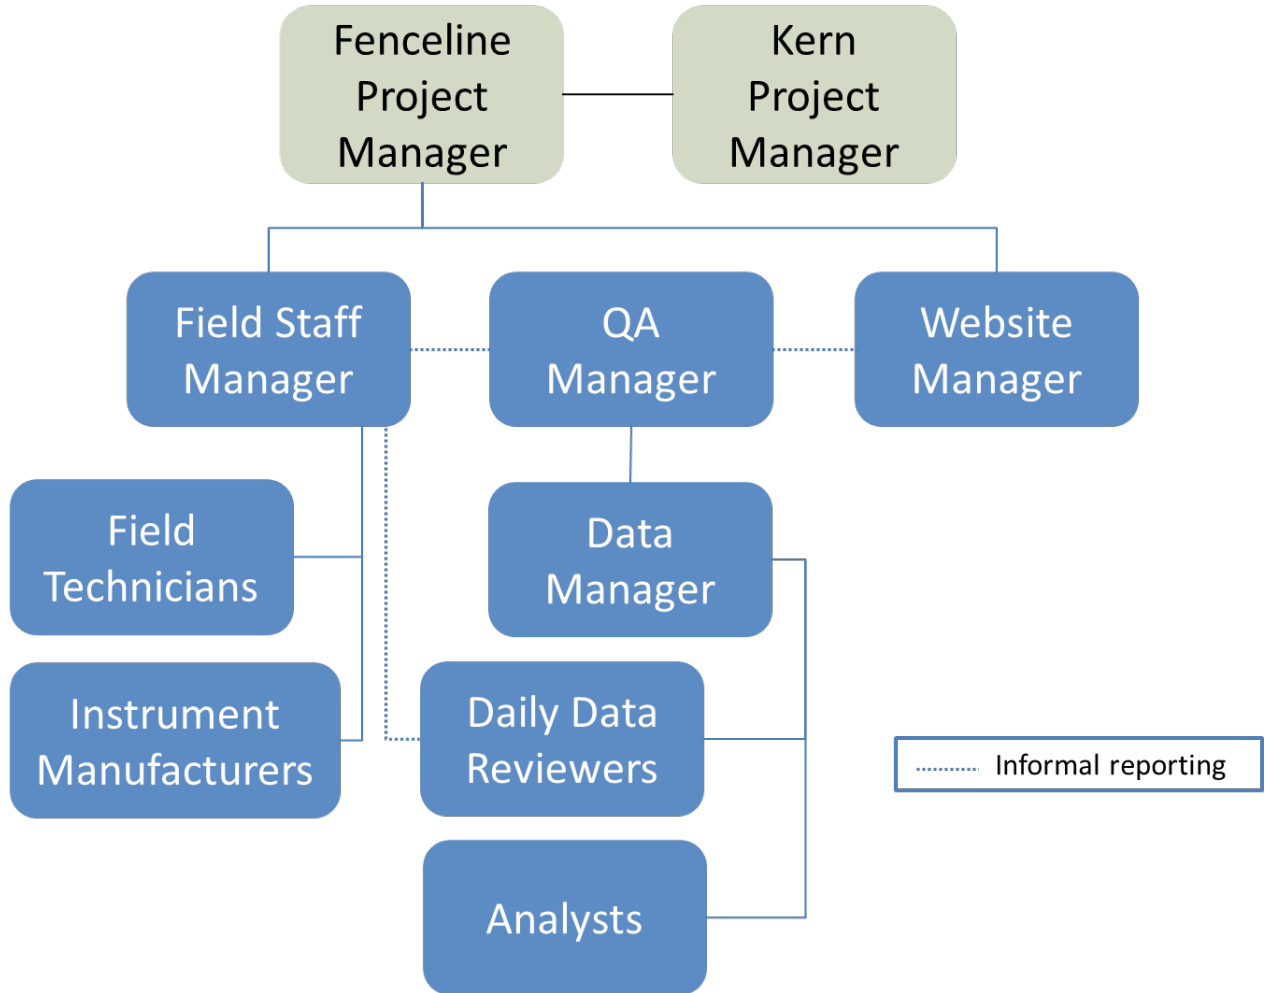 Fenceline
Project
Manager
Kern
Project
Manager
Field Staff
Manager
QA
Manager
Website
Manager
Field
Technicians
Data
Manager
Instrument
Manufacturers
Daily Data
Reviewers
Informal reporting
Analysts